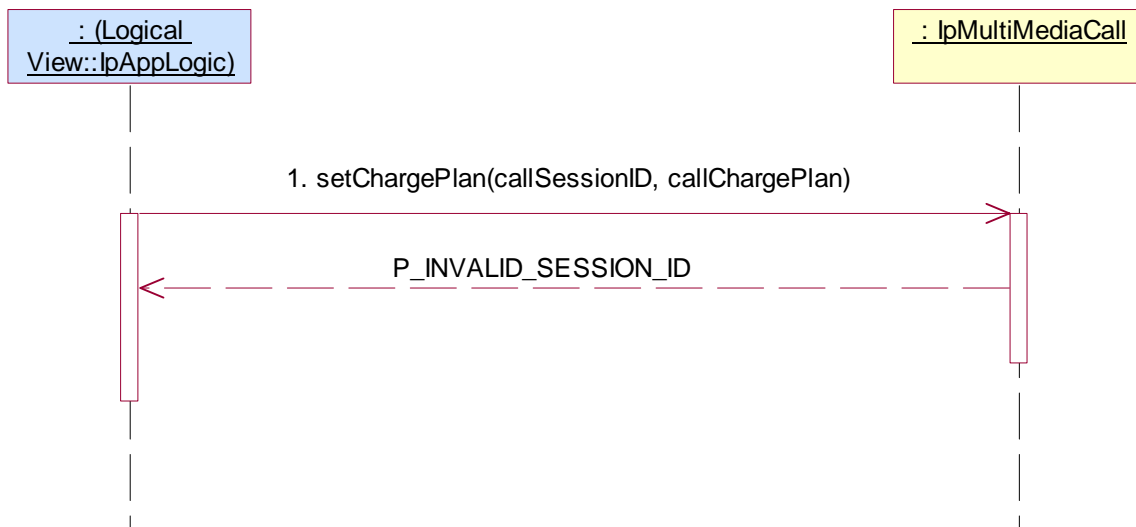 : (Logical
View::IpAppLogic)
: IpMultiMediaCall
1. setChargePlan(callSessionID, callChargePlan)
P_INVALID_SESSION_ID